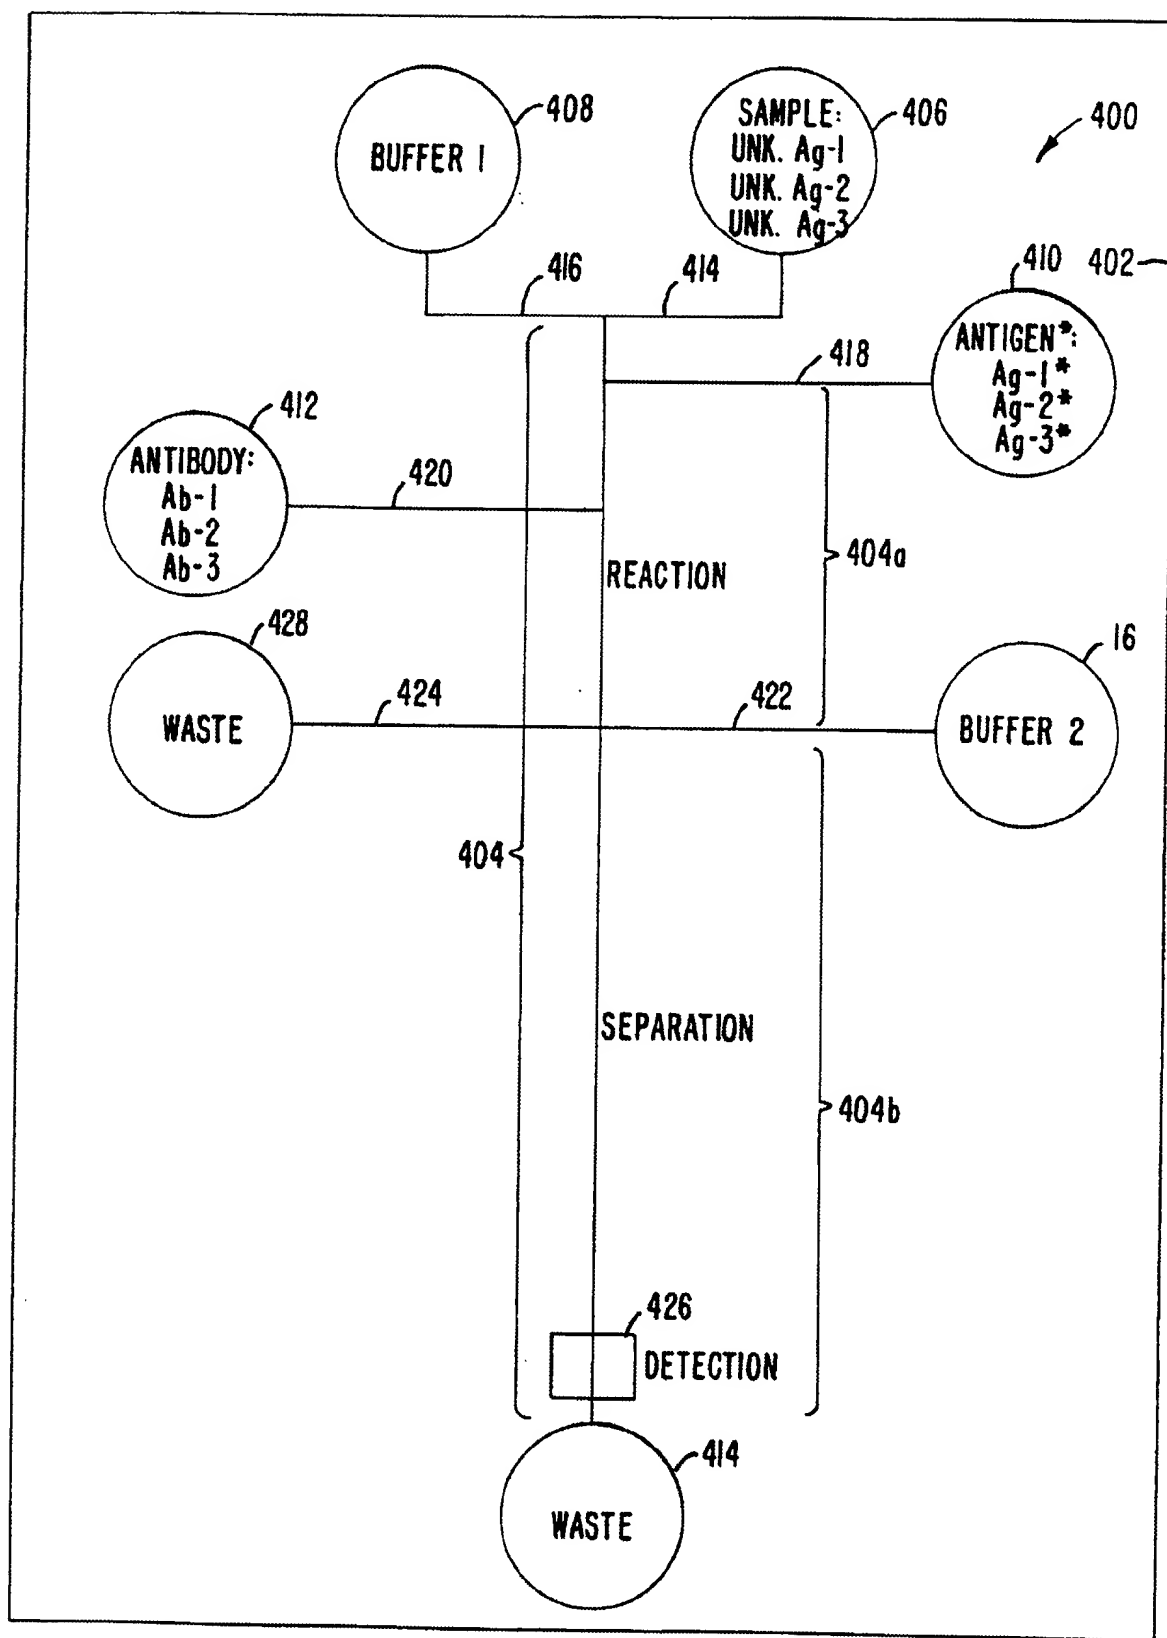 408
BUFFER 1
SAMPLE:
UNK. Ag-1
UNK. Ag-2
UNK. Ag-3
406
400
416
414
410
402
ANTIGEN*:
Ag-1*
Ag-2*
Ag-3*
418
412
ANTIBODY:
Ab-1
Ab-2
Ab-3
420
REACTION
404a
428
WASTE
424
422
16
BUFFER 2
404
SEPARATION
404b
426
DETECTION
414
WASTE